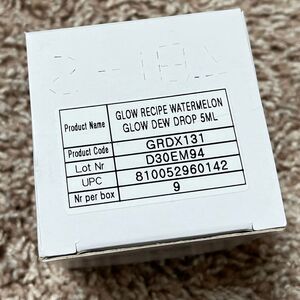 Product Name GLOW RECIPE WATERMELON
GLOW DEW DROP 5ML
Product Code GRDX131
Lot Nr D30EM94
UPC 810052960142
Nr per box 9